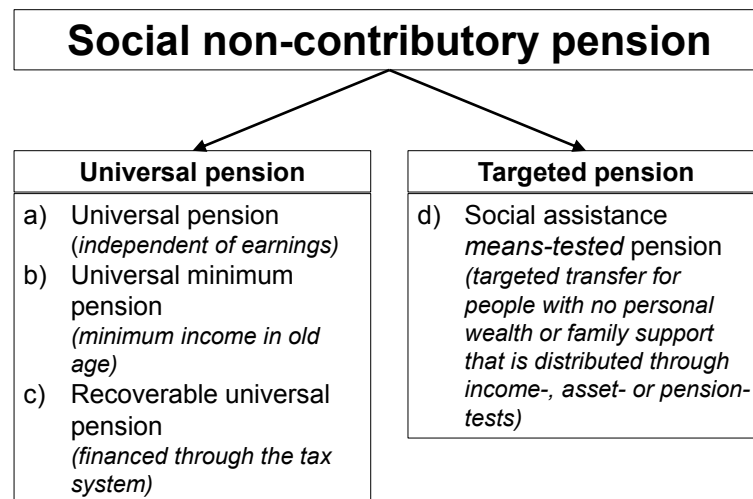 Social non-contributory pension
Universal pension
a) Universal pension
(independent of earnings)
b) Universal minimum
pension
(minimum income in old
age)
c) Recoverable universal
pension
(financed through the tax
system)
Targeted pension
d) Social assistance
means-tested pension
(targeted transfer for
people with no personal
wealth or family support
that is distributed through
income-, asset- or pension-
tests)